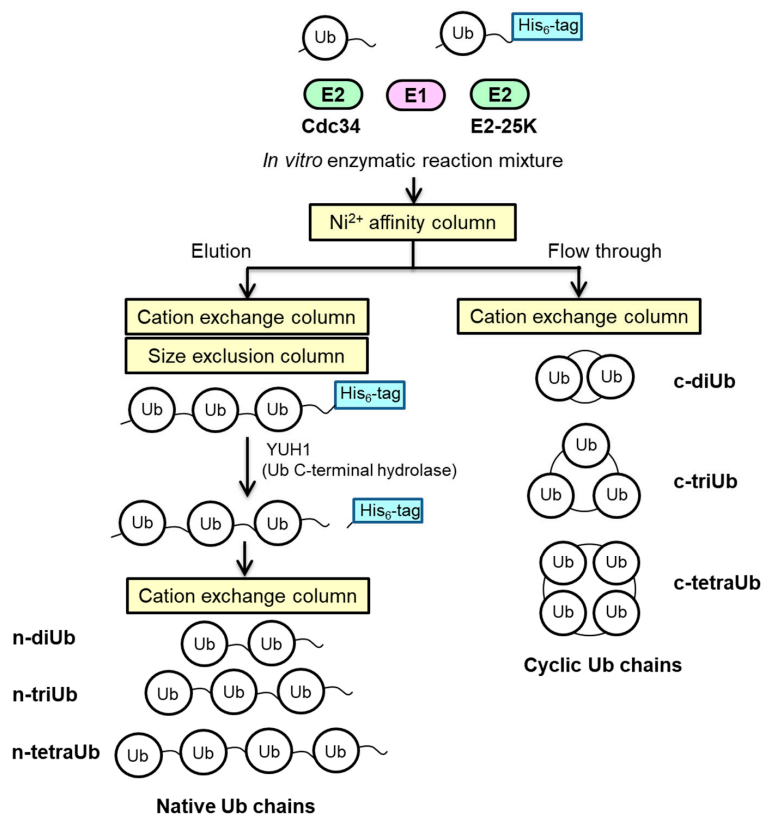 Ub
Ub
His₆-tag
E2
E1
E2
Cdc34
E2-25K
In vitro enzymatic reaction mixture
Ni²⁺ affinity column
Elution
Flow through
Cation exchange column
Size exclusion column
Ub Ub Ub
His₆-tag
YUH1
(Ub C-terminal hydrolase)
Ub Ub Ub
His₆-tag
Cation exchange column
n-diUb
Ub Ub
n-triUb
Ub Ub Ub
n-tetraUb
Ub Ub Ub Ub
Native Ub chains
Cation exchange column
Ub Ub
c-diUb
Ub
Ub Ub
c-triUb
Ub Ub
Ub Ub
c-tetraUb
Cyclic Ub chains